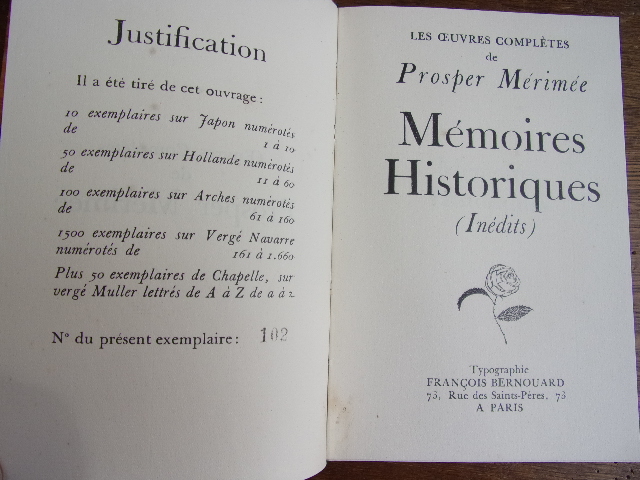 Justification
Il a été tiré de cet ouvrage :
10 exemplaires sur Japon numérotés
de 1 à 10
50 exemplaires sur Hollande numérotés
de 11 à 60
100 exemplaires sur Arches numérotés
de 61 à 160
1500 exemplaires sur Vergé Navarre
numérotés de 161 à 1.660
Plus 50 exemplaires de Chapelle, sur
vergé Muller lettrés de A à Z de a à z
N° du présent exemplaire : 102
LES ŒUVRES COMPLÈTES
de
Prosper Mérimée
Mémoires
Historiques
(Inédits)
Typographie
FRANÇOIS BERNOUARD
73, Rue des Saints-Pères, 73
A PARIS